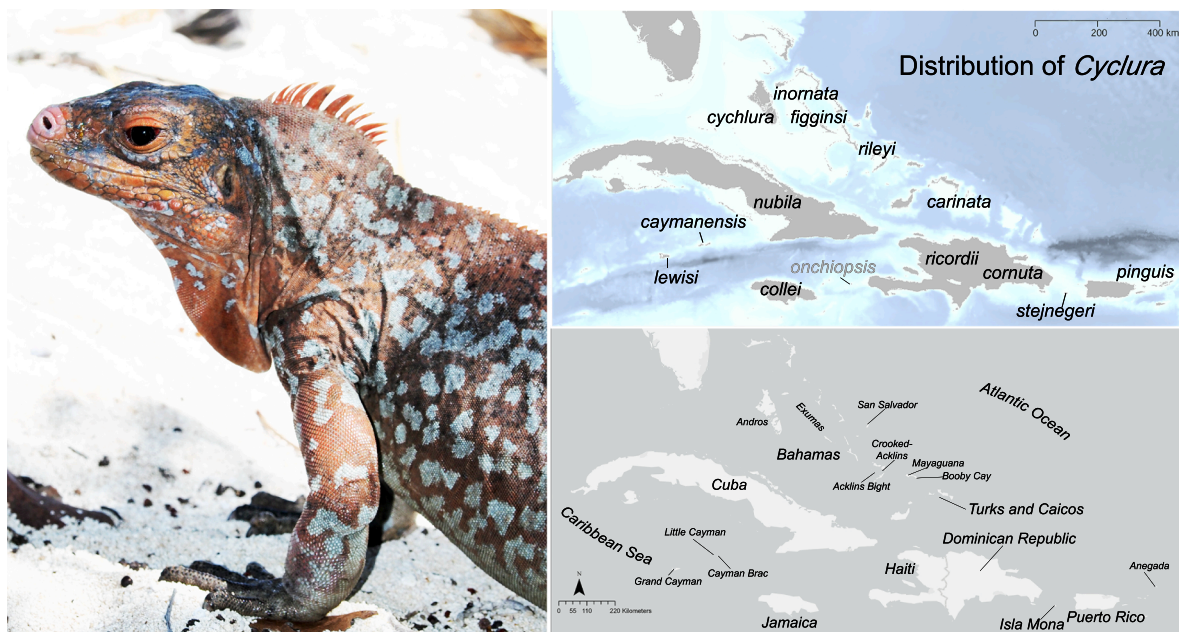 0 200 400 km
Distribution of Cyclura
inornata
cychlura figginsi
rileyi
nubila
carinata
caymanensis
lewisi
onchiopsis
collei
ricordii
cornuta
pinguis
stejnegeri
Atlantic Ocean
San Salvador
Exumas
Andros
Bahamas
Crooked-
Acklins
Mayaguana
Booby Cay
Acklins Bight
Cuba
Turks and Caicos
Caribbean Sea
Little Cayman
Dominican Republic
Grand Cayman
Cayman Brac
Haiti
Anegada
N
0 55 110 220 Kilometers
Jamaica
Isla Mona
Puerto Rico